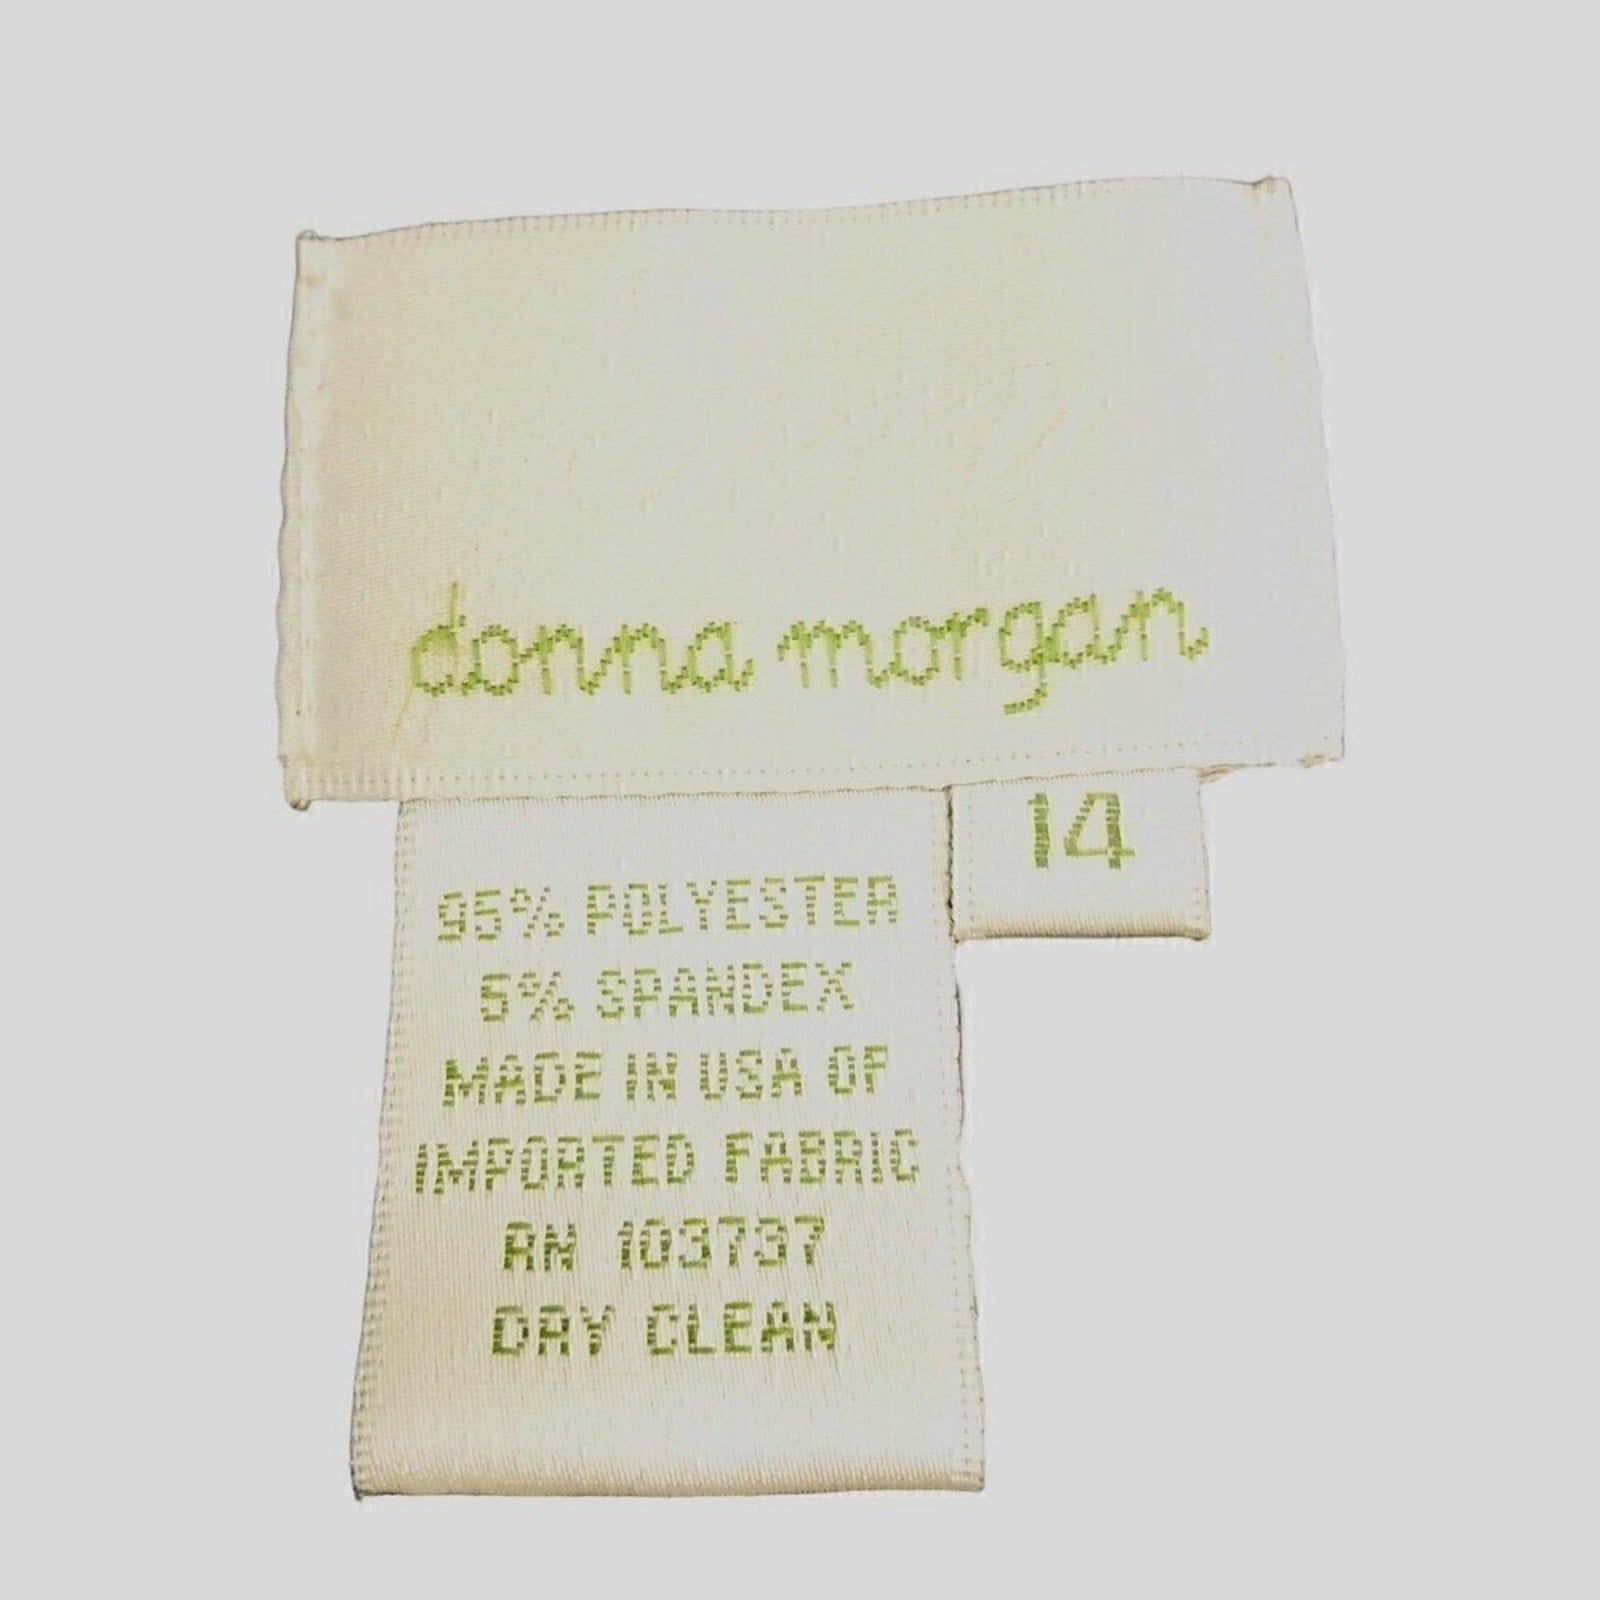 donna morgan
14
95% POLYESTER
5% SPANDEX
MADE IN USA OF
IMPORTED FABRIC
RN 103737
DRY CLEAN